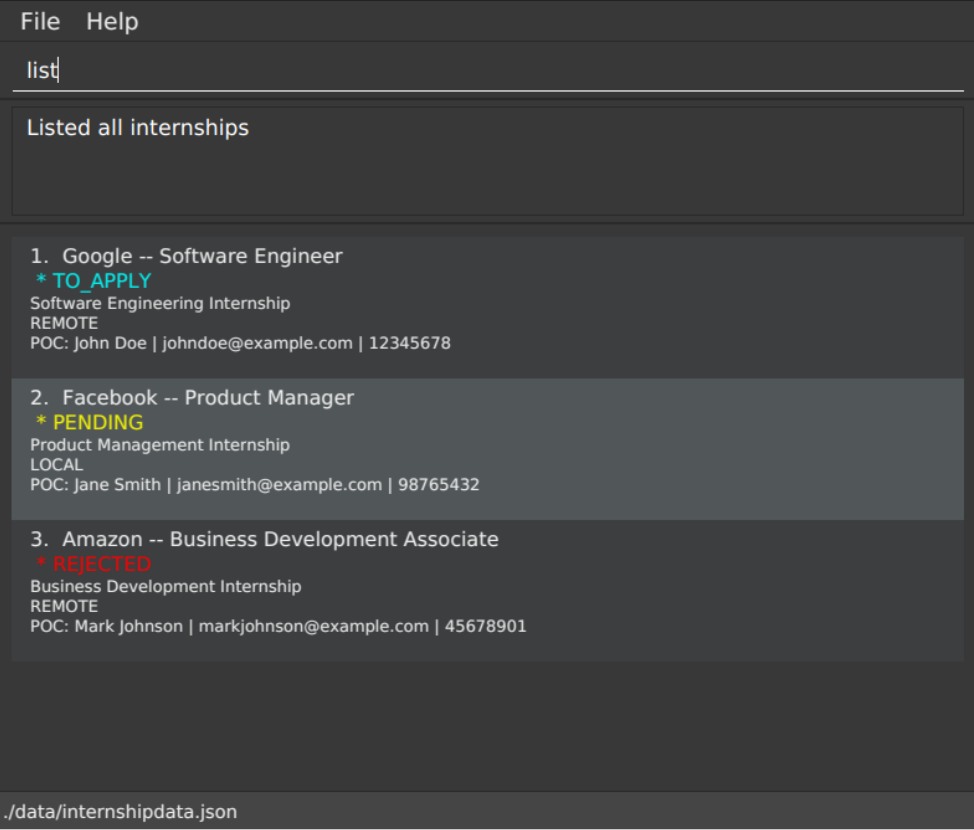 File Help
list
Listed all internships
1. Google -- Software Engineer
* TO_APPLY
Software Engineering Internship
REMOTE
POC: John Doe | johndoe@example.com | 12345678
2. Facebook -- Product Manager
* PENDING
Product Management Internship
LOCAL
POC: Jane Smith | janesmith@example.com | 98765432
3. Amazon -- Business Development Associate
* REJECTED
Business Development Internship
REMOTE
POC: Mark Johnson | markjohnson@example.com | 45678901
./data/internshipdata.json